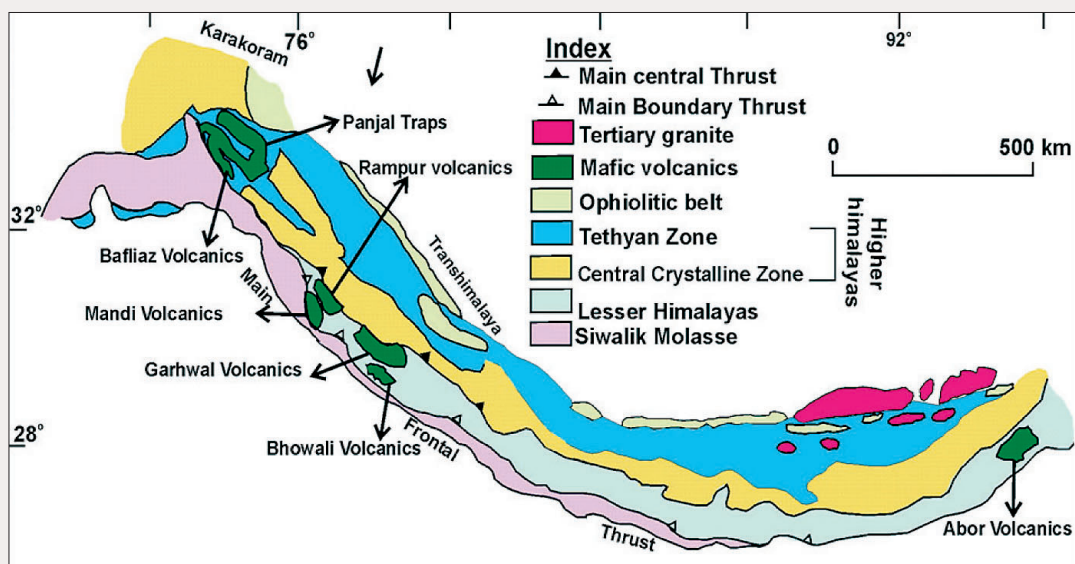 76°
92°
Karakoram
Index
Main central Thrust
Main Boundary Thrust
Tertiary granite
Mafic volcanics
Ophiolitic belt
Tethyan Zone
Central Crystalline Zone
Lesser Himalayas
Siwalik Molasse
Higher
himalayas
0
500 km
Panjal Traps
Rampur volcanics
32°
Bafliaz Volcanics
Main
Transhimalaya
Mandi Volcanics
Garhwal Volcanics
Frontal
28°
Bhowali Volcanics
Thrust
Abor Volcanics